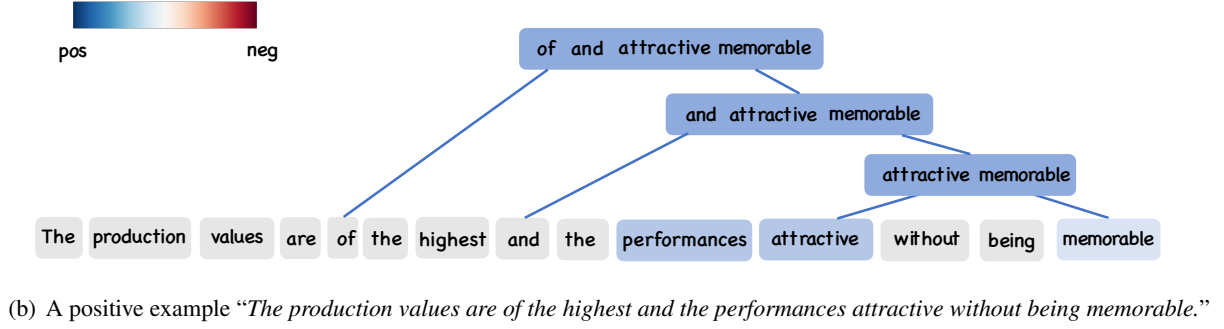 pos neg
of and attractive memorable
and attractive memorable
attractive memorable
The production values are of the highest and the performances attractive without being memorable
(b) A positive example “The production values are of the highest and the performances attractive without being memorable.”